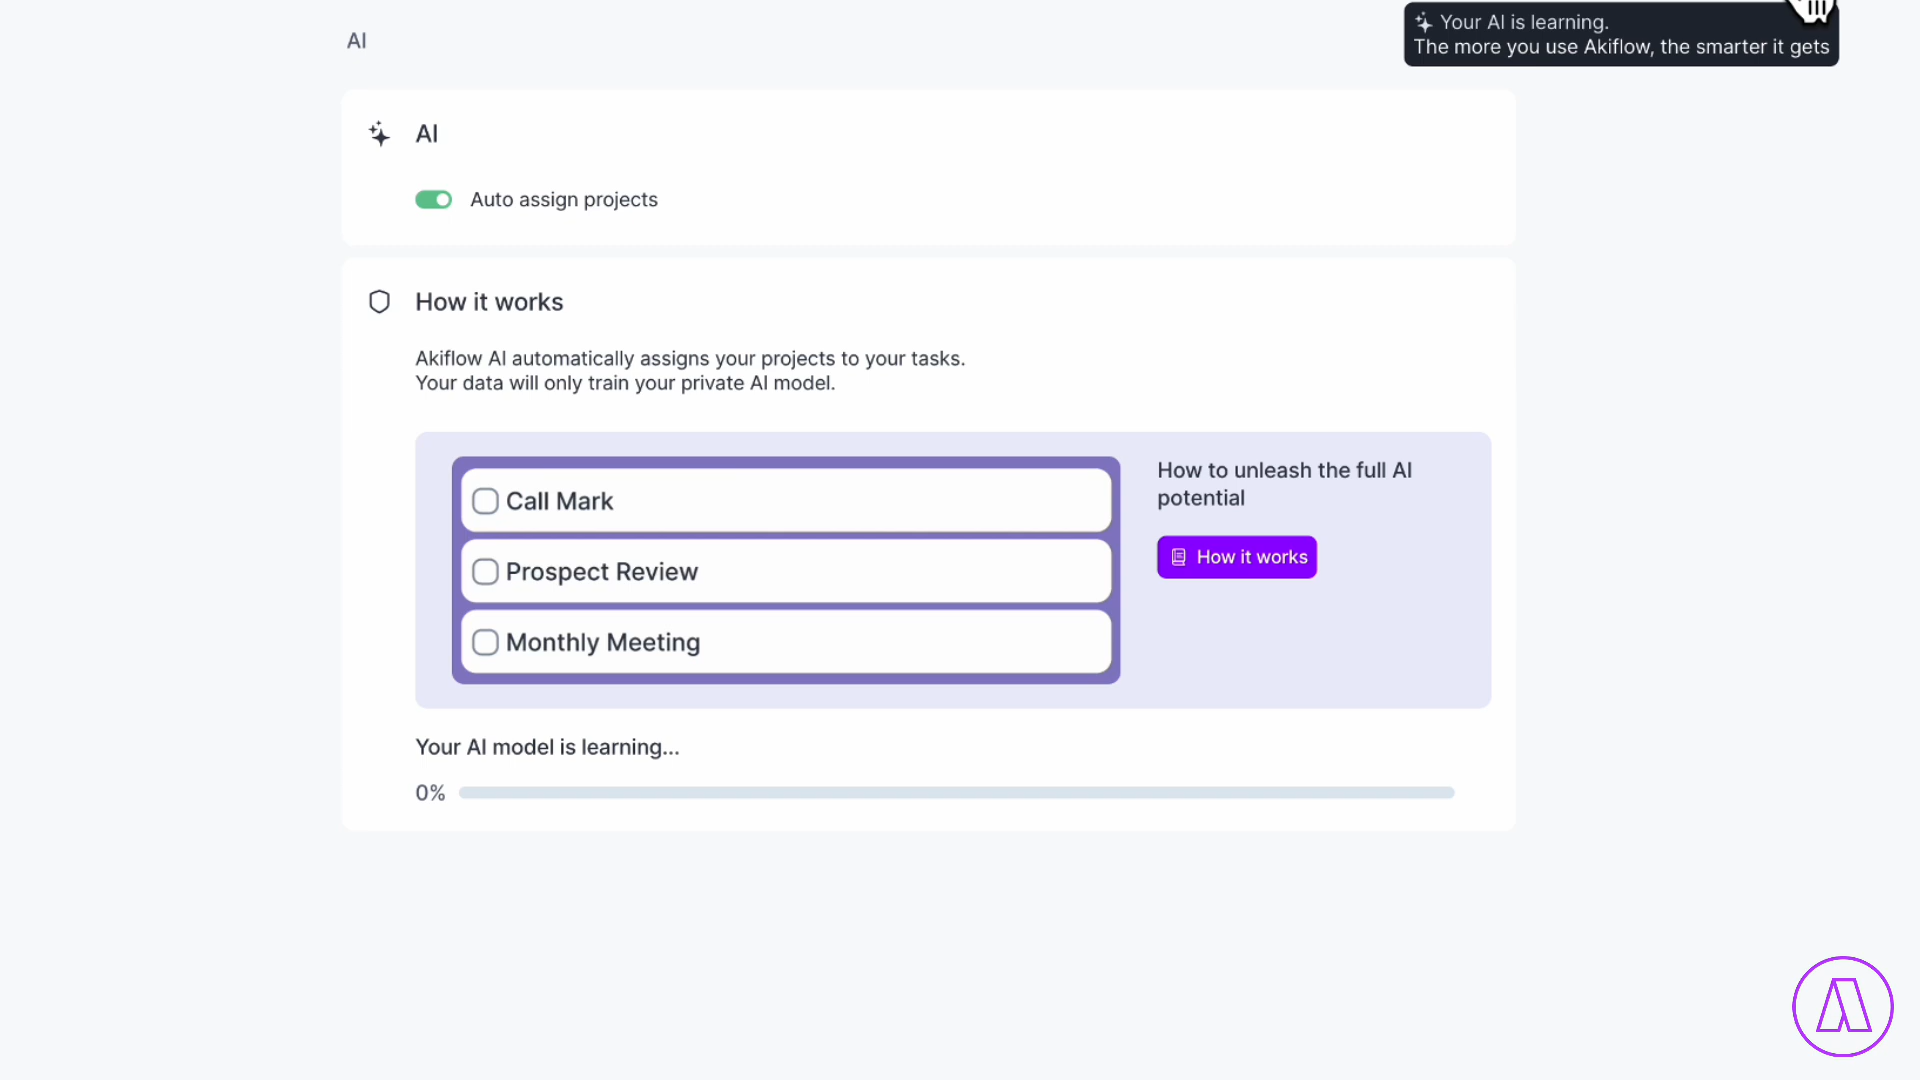 AI
Your AI is learning.
The more you use Akiflow, the smarter it gets
AI
Auto assign projects
How it works
Akiflow AI automatically assigns your projects to your tasks.
Your data will only train your private AI model.
Call Mark
Prospect Review
Monthly Meeting
How to unleash the full AI
potential
How it works
Your AI model is learning...
0%